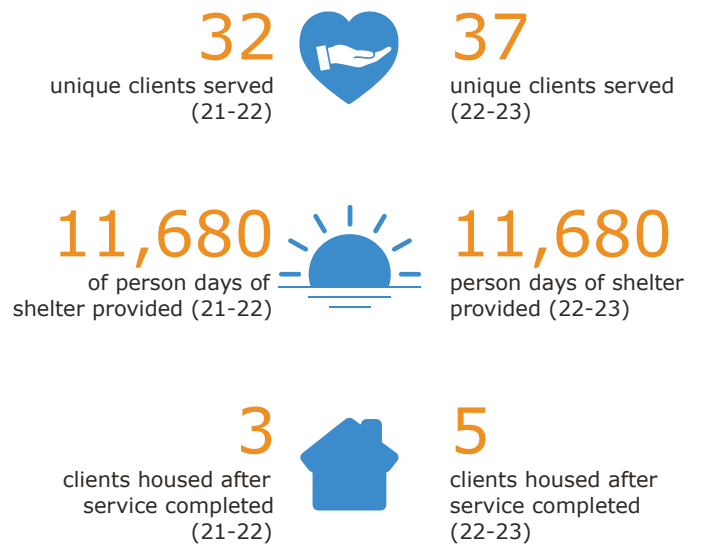 32
unique clients served
(21-22)
37
unique clients served
(22-23)
11,680
of person days of
shelter provided (21-22)
11,680
person days of shelter
provided (22-23)
3
clients housed after
service completed
(21-22)
5
clients housed after
service completed
(22-23)